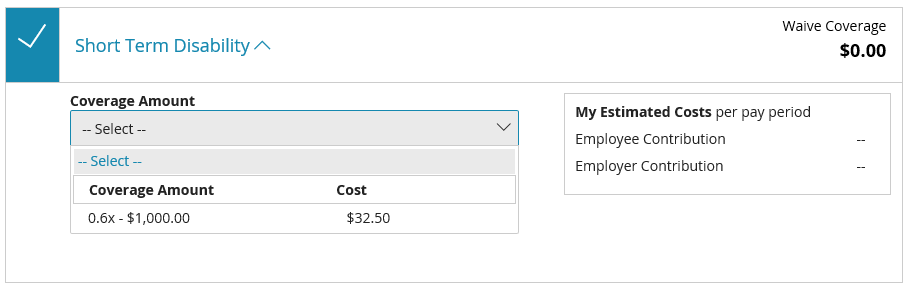 Short Term Disability
Waive Coverage
$0.00
Coverage Amount
-- Select --
-- Select --
Coverage Amount Cost
0.6x - $1,000.00 $32.50
My Estimated Costs per pay period
Employee Contribution --
Employer Contribution --